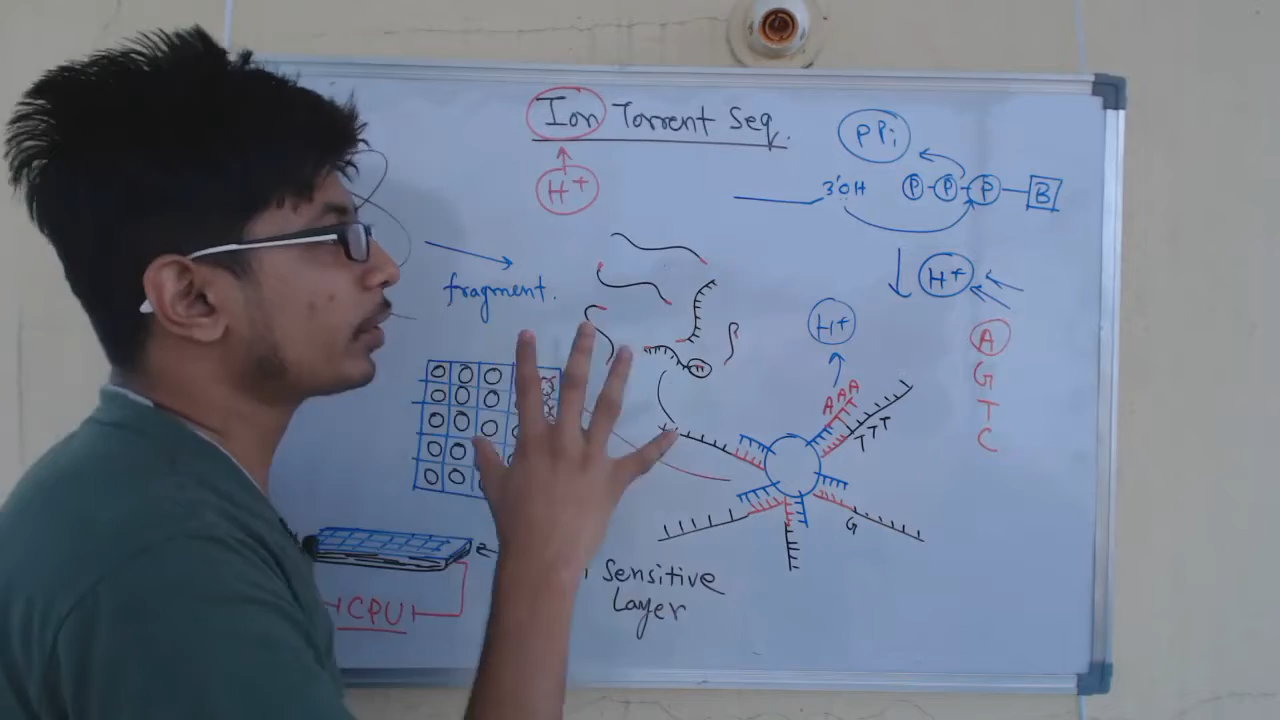 Ion Torrent Seq.
H+
PPi
3'OH P-P-P-B
fragment.
H+
H+
A
G
T
C
A A A
T T T
G
Sensitive
Layer
CPU